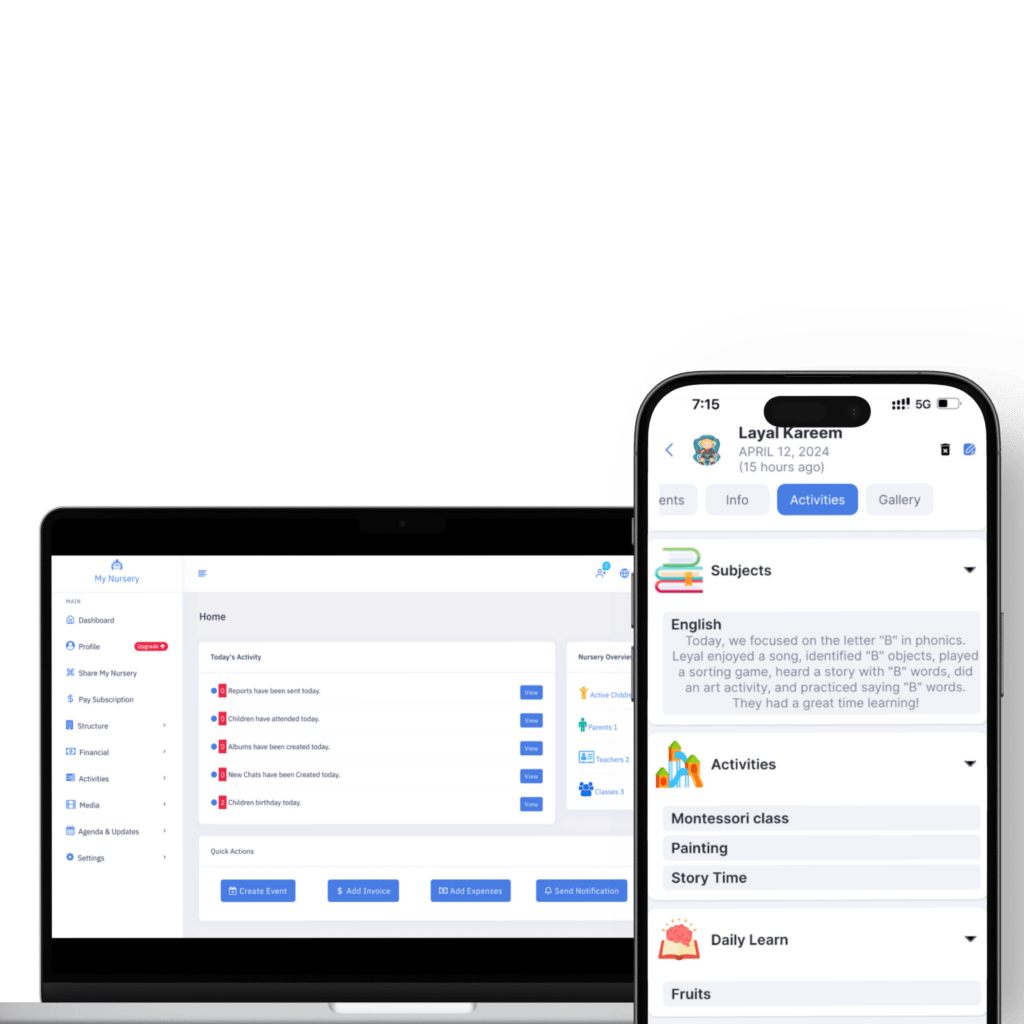 My Nursery
MAIN
Dashboard
Profile
Upgrade
Share My Nursery
Pay Subscription
Structure
Financial
Activities
Media
Agenda & Updates
Settings
Home
Today's Activity
0 Reports have been sent today.
View
0 Children have attended today.
View
0 Albums have been created today.
View
0 New Chats have been Created today.
View
2 Children birthday today.
View
Nursery Overvie
Active Childre
Parents 1
Teachers 2
Classes 3
Quick Actions
Create Event
$ Add Invoice
Add Expenses
Send Notification
7:15
5G
Layal Kareem
APRIL 12, 2024
(15 hours ago)
ents
Info
Activities
Gallery
Subjects
English
Today, we focused on the letter "B" in phonics.
Leyal enjoyed a song, identified "B" objects, played
a sorting game, heard a story with "B" words, did
an art activity, and practiced saying "B" words.
They had a great time learning!
Activities
Montessori class
Painting
Story Time
Daily Learn
Fruits